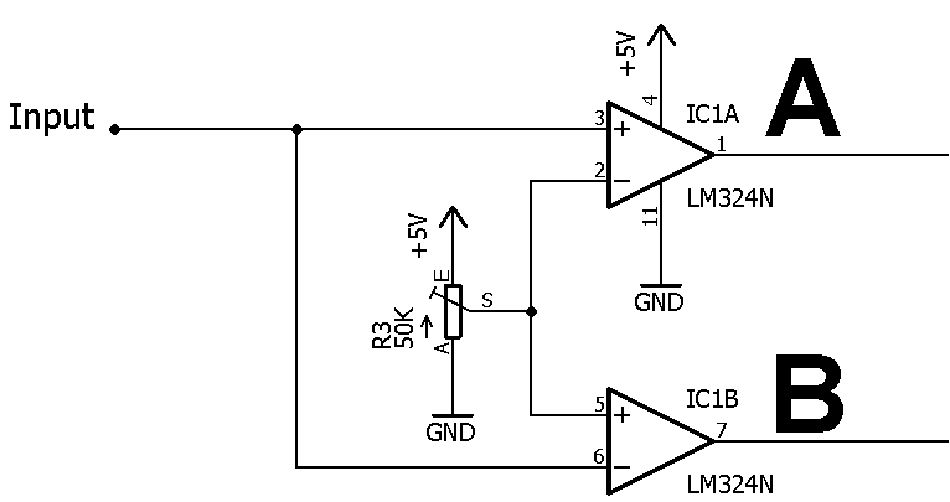 +5V
4
A
Input
3
+
IC1A
1
2
−
LM324N
11
+5V
E
GND
S
R3
50K
A
B
5
+
IC1B
7
GND
6
−
LM324N